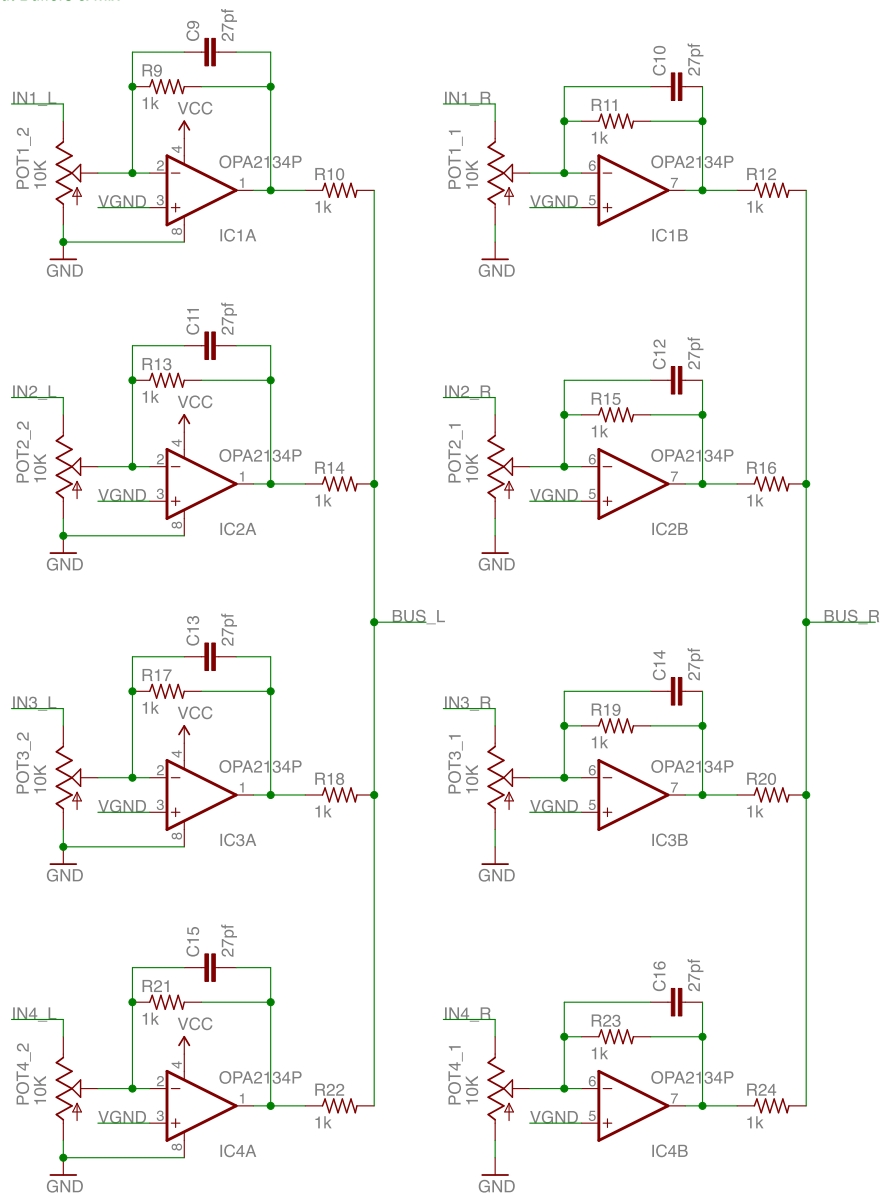 C9
27pf
R9
1k
VCC
IN1_L
POT1_2
10K
4
2
3
8
1
VGND
OPA2134P
IC1A
R10
1k
GND
C10
27pf
R11
1k
IN1_R
POT1_1
10K
6
5
7
VGND
OPA2134P
IC1B
R12
1k
GND
C11
27pf
R13
1k
VCC
IN2_L
POT2_2
10K
4
2
3
8
1
VGND
OPA2134P
IC2A
R14
1k
GND
C12
27pf
R15
1k
IN2_R
POT2_1
10K
6
5
7
VGND
OPA2134P
IC2B
R16
1k
GND
BUS_L
BUS_R
C13
27pf
R17
1k
VCC
IN3_L
POT3_2
10K
4
2
3
8
1
VGND
OPA2134P
IC3A
R18
1k
GND
C14
27pf
R19
1k
IN3_R
POT3_1
10K
6
5
7
VGND
OPA2134P
IC3B
R20
1k
GND
C15
27pf
R21
1k
VCC
IN4_L
POT4_2
10K
4
2
3
8
1
VGND
OPA2134P
IC4A
R22
1k
GND
C16
27pf
R23
1k
IN4_R
POT4_1
10K
6
5
7
VGND
OPA2134P
IC4B
R24
1k
GND